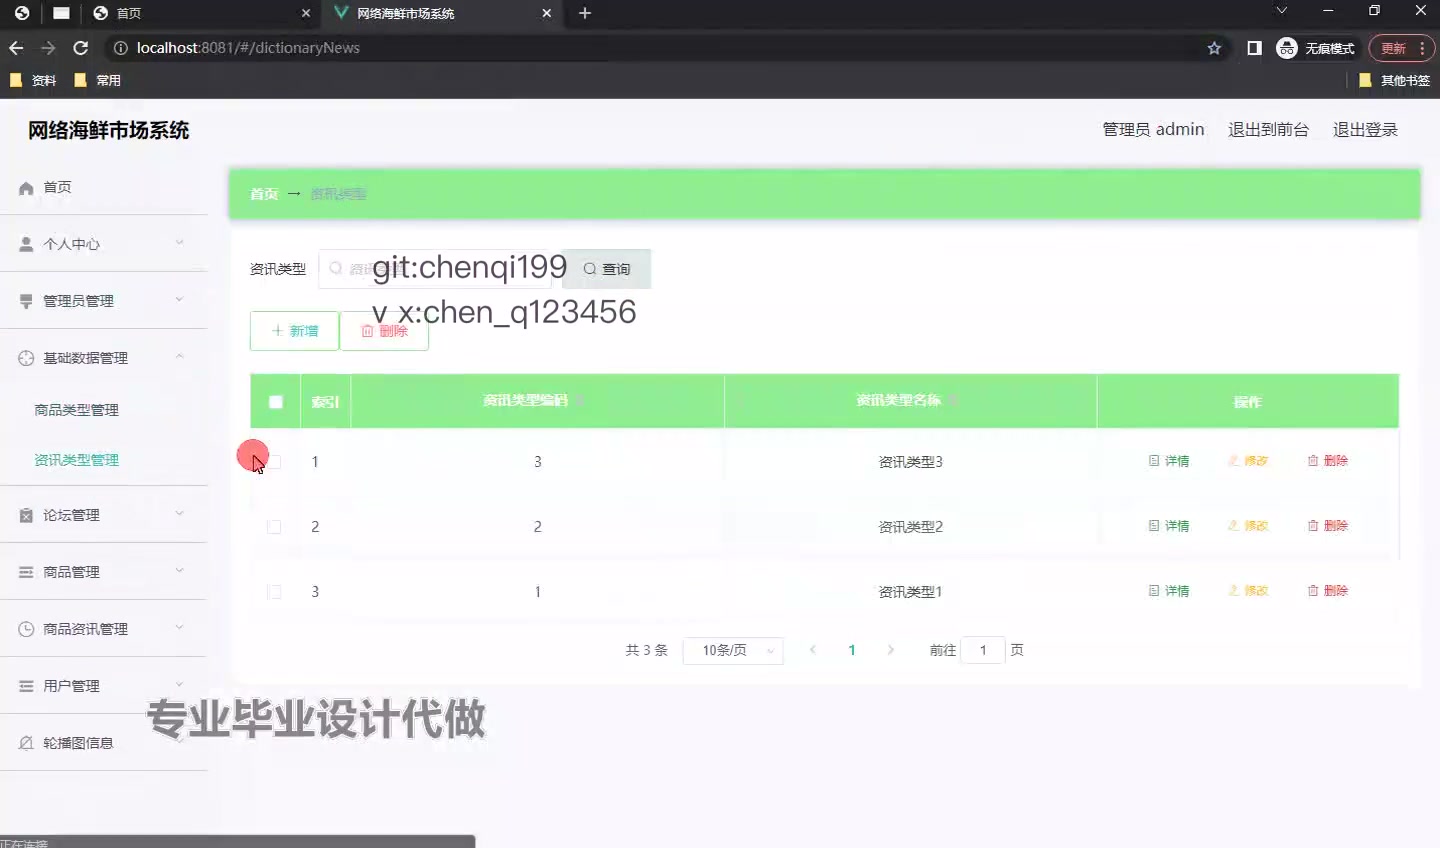 首页
网络海鲜市场系统
localhost:8081/#/dictionaryNews
无痕模式
更新
资料
常用
其他书签
网络海鲜市场系统
管理员 admin
退出到前台
退出登录
首页
个人中心
管理员管理
基础数据管理
商品类型管理
资讯类型管理
论坛管理
商品管理
商品资讯管理
用户管理
轮播图信息
首页 → 资讯类型
资讯类型
git:chenqi199
查询
v x:chen_q123456
新增
删除
索引 资讯类型编码 资讯类型名称 操作
1 3 资讯类型3 详情 修改 删除
2 2 资讯类型2 详情 修改 删除
3 1 资讯类型1 详情 修改 删除
共 3 条 10条/页 1 前往 1 页
专业毕业设计代做
正在连接